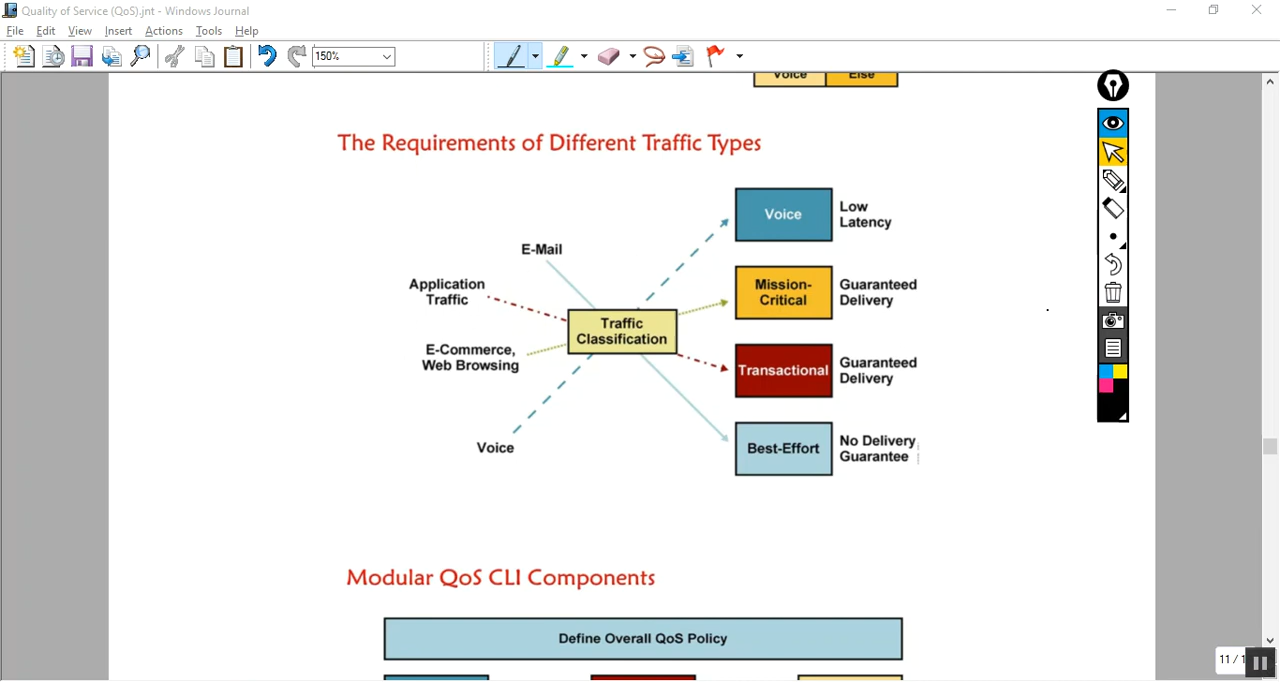 Quality of Service (QoS).jnt - Windows Journal
File Edit View Insert Actions Tools Help
150%
Voice Else
The Requirements of Different Traffic Types
E-Mail
Application
Traffic
E-Commerce,
Web Browsing
Voice
Traffic
Classification
Voice
Low
Latency
Mission-
Critical
Guaranteed
Delivery
Transactional
Guaranteed
Delivery
Best-Effort
No Delivery
Guarantee
Modular QoS CLI Components
Define Overall QoS Policy
11 / 1